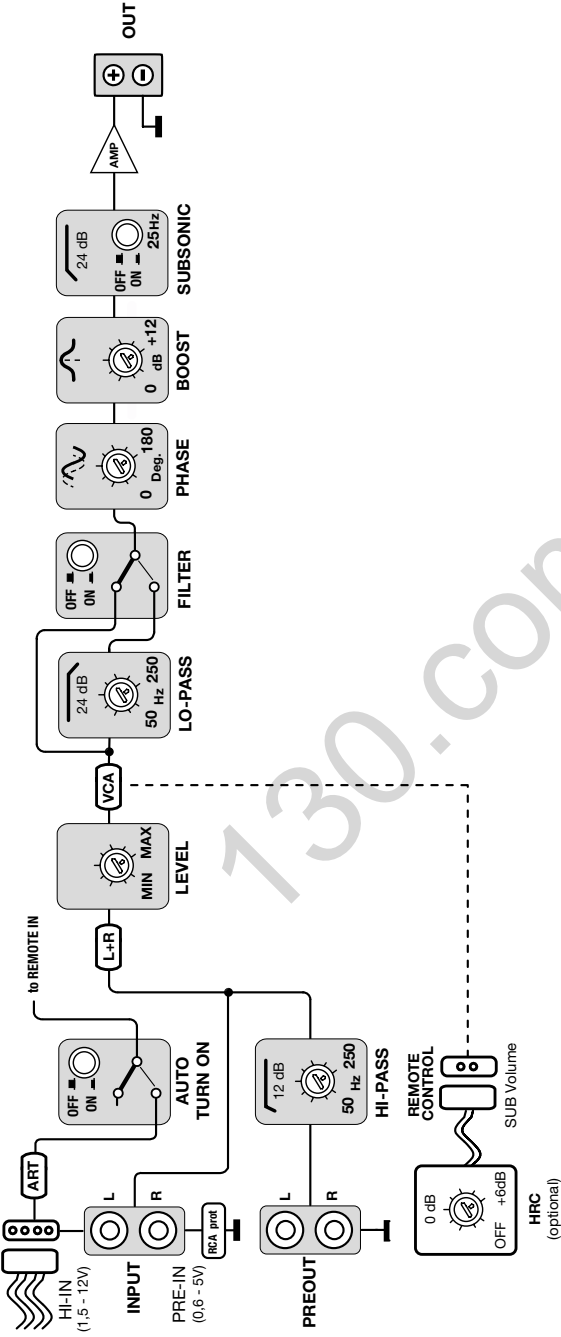 HI-IN
(1,5 - 12V)
ART
INPUT
L
R
PRE-IN
(0,6 - 5V)
RCA prot
OFF
ON
AUTO
TURN ON
to REMOTE IN
PREOUT
L
R
12 dB
50 Hz 250
HI-PASS
L+R
MIN MAX
LEVEL
VCA
24 dB
50 Hz 250
LO-PASS
OFF
ON
FILTER
0 Deg. 180
PHASE
0 dB +12
BOOST
24 dB
OFF
ON
25Hz
SUBSONIC
AMP
+
−
OUT
0 dB
OFF +6dB
HRC
(optional)
REMOTE
CONTROL
SUB Volume
130.com